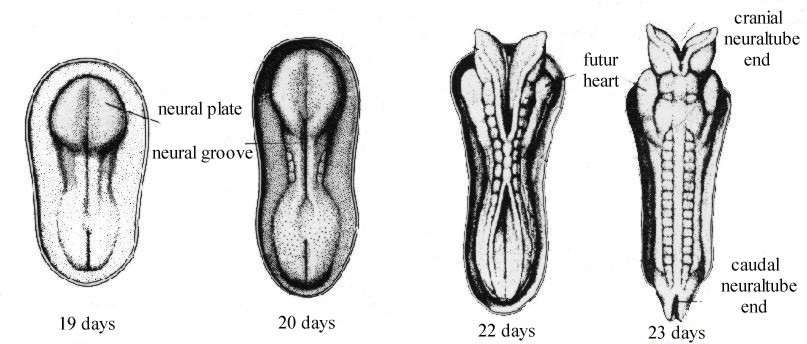 neural plate
neural groove
futur
heart
cranial
neuraltube
end
caudal
neuraltube
end
19 days
20 days
22 days
23 days